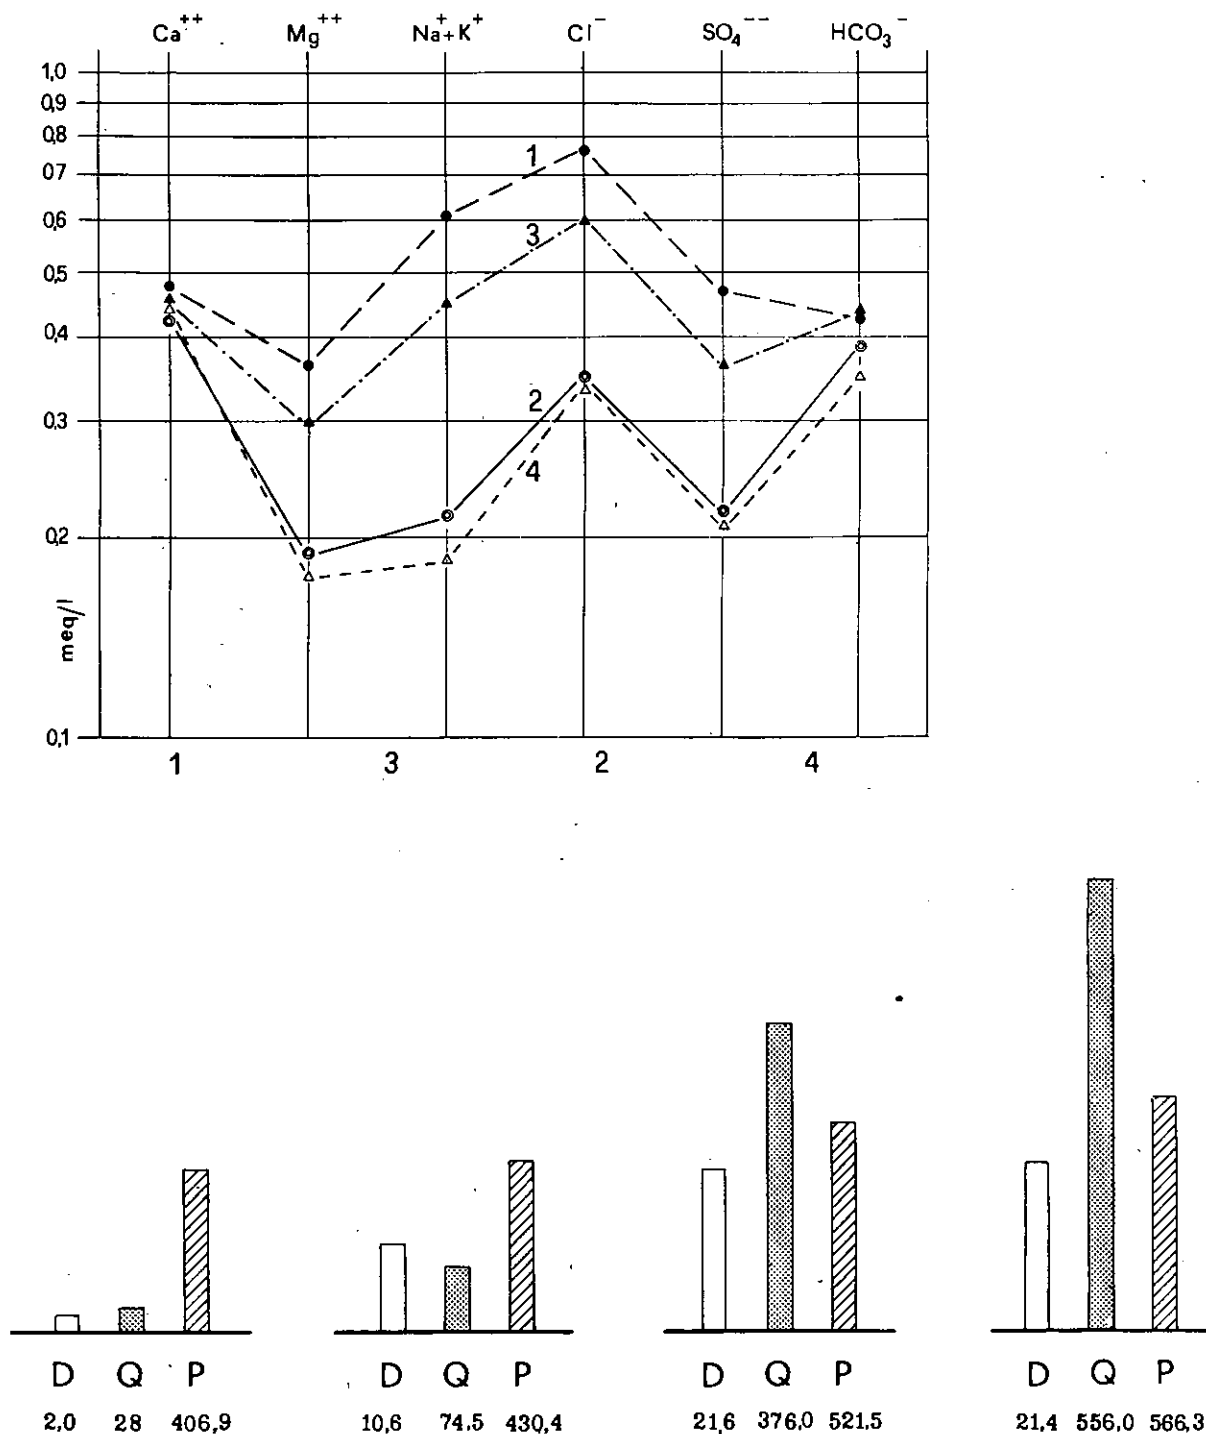 Ca⁺⁺ Mg⁺⁺ Na⁺+K⁺ Cl⁻ SO₄⁻⁻ HCO₃⁻
1,0
0,9
0,8
0,7
0,6
0,5
0,4
0,3
0,2
0,1
meq/l
1
3
2
4
1 3 2 4
D Q P D Q P D Q P D Q P
2,0 28 406,9 10,6 74,5 430,4 21,6 376,0 521,5 21,4 556,0 566,3